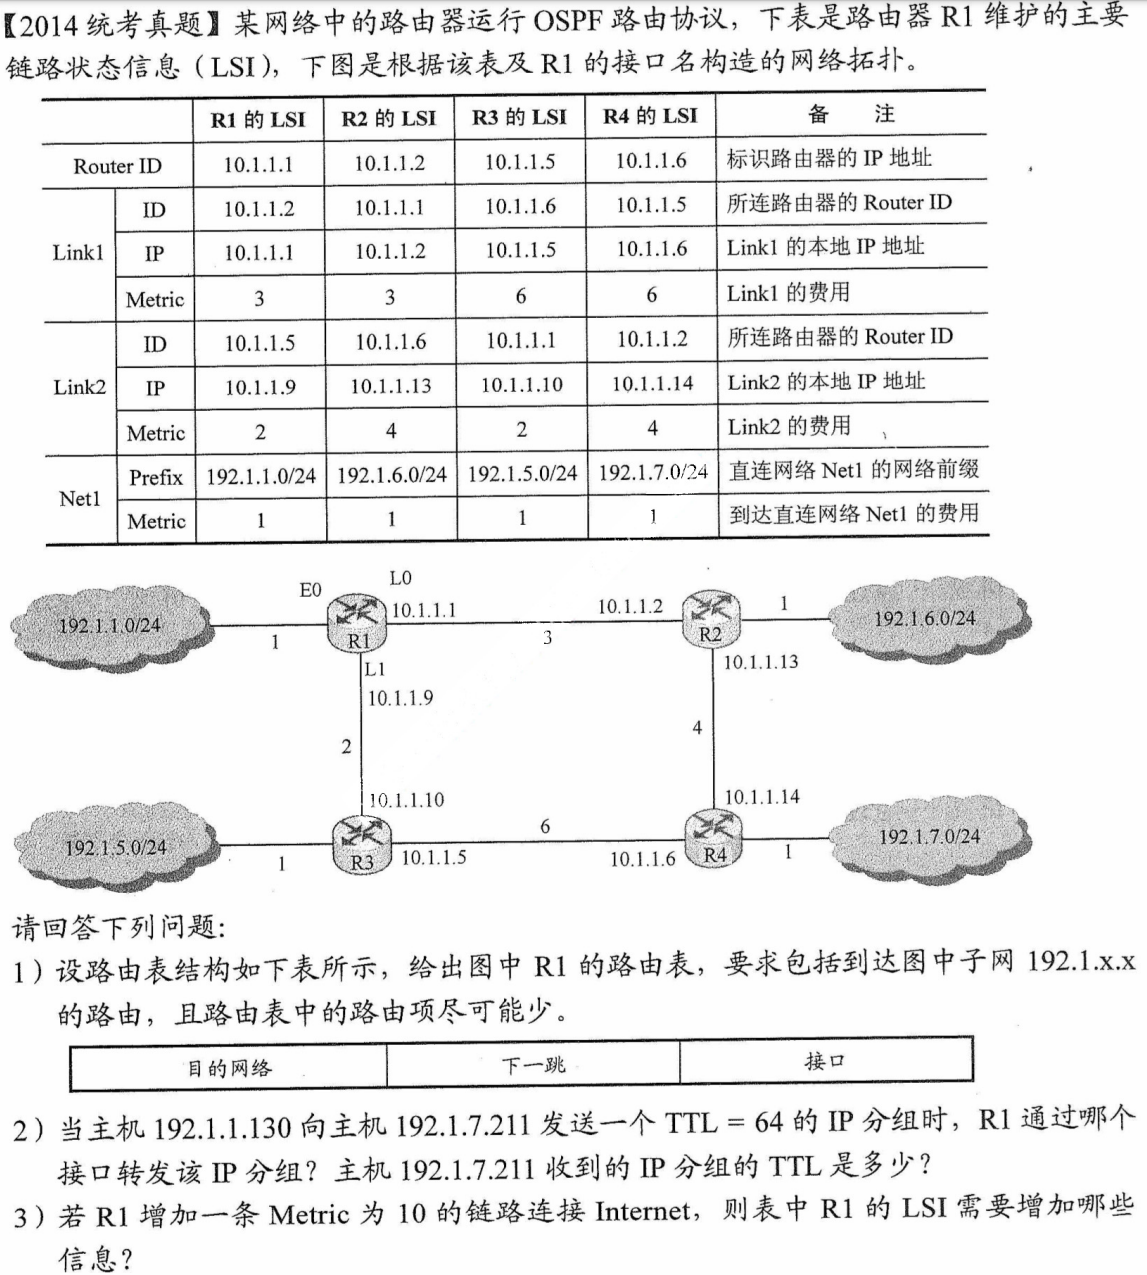 【2014 统考真题】某网络中的路由器运行 OSPF 路由协议，下表是路由器 R1 维护的主要
链路状态信息（LSI），下图是根据该表及 R1 的接口名构造的网络拓扑。
R1 的 LSI R2 的 LSI R3 的 LSI R4 的 LSI 备 注
Router ID 10.1.1.1 10.1.1.2 10.1.1.5 10.1.1.6 标识路由器的 IP 地址
Link1 ID 10.1.1.2 10.1.1.1 10.1.1.6 10.1.1.5 所连路由器的 Router ID
IP 10.1.1.1 10.1.1.2 10.1.1.5 10.1.1.6 Link1 的本地 IP 地址
Metric 3 3 6 6 Link1 的费用
Link2 ID 10.1.1.5 10.1.1.6 10.1.1.1 10.1.1.2 所连路由器的 Router ID
IP 10.1.1.9 10.1.1.13 10.1.1.10 10.1.1.14 Link2 的本地 IP 地址
Metric 2 4 2 4 Link2 的费用
Net1 Prefix 192.1.1.0/24 192.1.6.0/24 192.1.5.0/24 192.1.7.0/24 直连网络 Net1 的网络前缀
Metric 1 1 1 1 到达直连网络 Net1 的费用
E0 L0
192.1.1.0/24 10.1.1.1 10.1.1.2 1 192.1.6.0/24
1 R1 3 R2
L1 10.1.1.13
10.1.1.9
2 4
10.1.1.10 10.1.1.14
192.1.5.0/24 6 192.1.7.0/24
1 R3 10.1.1.5 10.1.1.6 R4 1
请回答下列问题:
1）设路由表结构如下表所示，给出图中 R1 的路由表，要求包括到达图中子网 192.1.x.x
的路由，且路由表中的路由项尽可能少。
目的网络 下一跳 接口
2）当主机 192.1.1.130 向主机 192.1.7.211 发送一个 TTL = 64 的 IP 分组时，R1 通过哪个
接口转发该 IP 分组？主机 192.1.7.211 收到的 IP 分组的 TTL 是多少？
3）若 R1 增加一条 Metric 为 10 的链路连接 Internet，则表中 R1 的 LSI 需要增加哪些
信息？